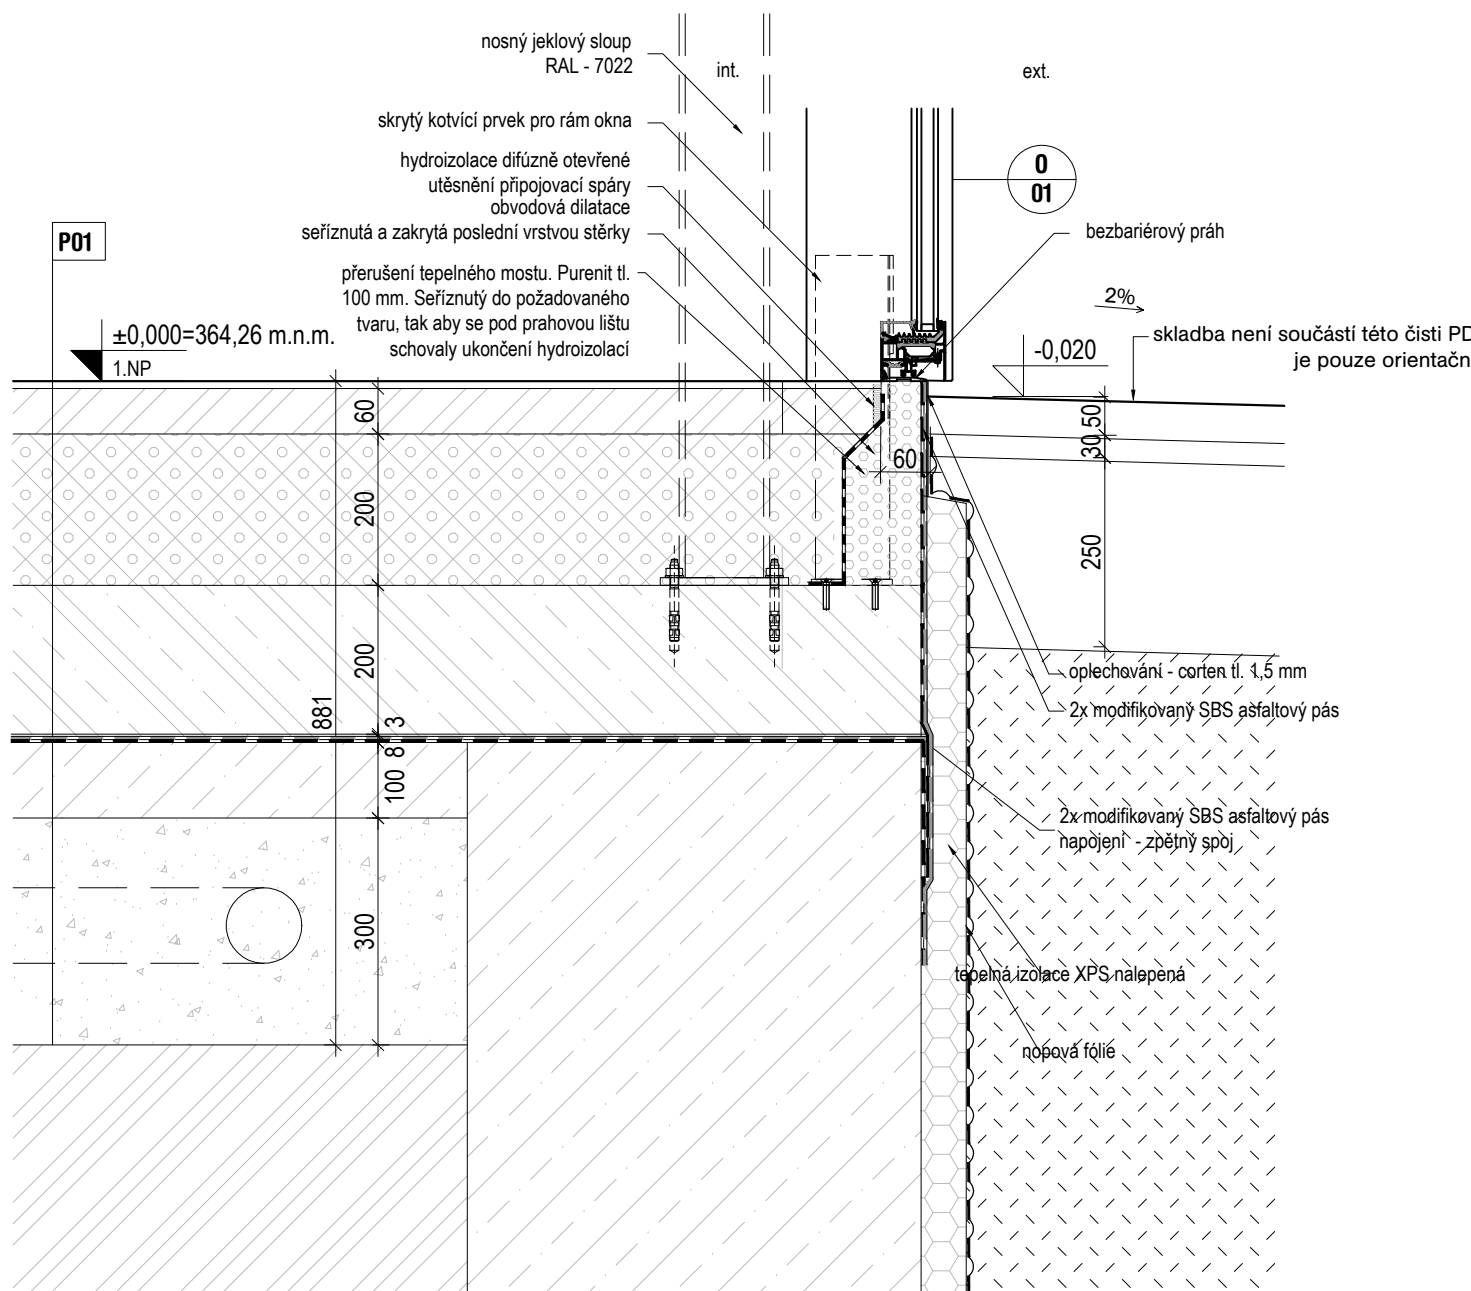 nosný jeklový sloup
RAL - 7022
int.
ext.
skrytý kotvící prvek pro rám okna
hydroizolace difúzně otevřené
utěsnění připojovací spáry
obvodová dilatace
seříznutá a zakrytá poslední vrstvou stěrky
přerušení tepelného mostu. Purenit tl.
100 mm. Seříznutý do požadovaného
tvaru, tak aby se pod prahovou lištu
schovaly ukončení hydroizolací
O
01
bezbariérový práh
P01
±0,000=364,26 m.n.m.
1.NP
2%
-0,020
skladba není součástí této čisti PD
je pouze orientačn
60
200
200
881
3
8
100
300
60
50
30
250
oplechování - corten tl. 1,5 mm
2x modifikovaný SBS asfaltový pás
2x modifikovaný SBS asfaltový pás
napojení - zpětný spoj
tepelná izolace XPS nalepená
nopová fólie